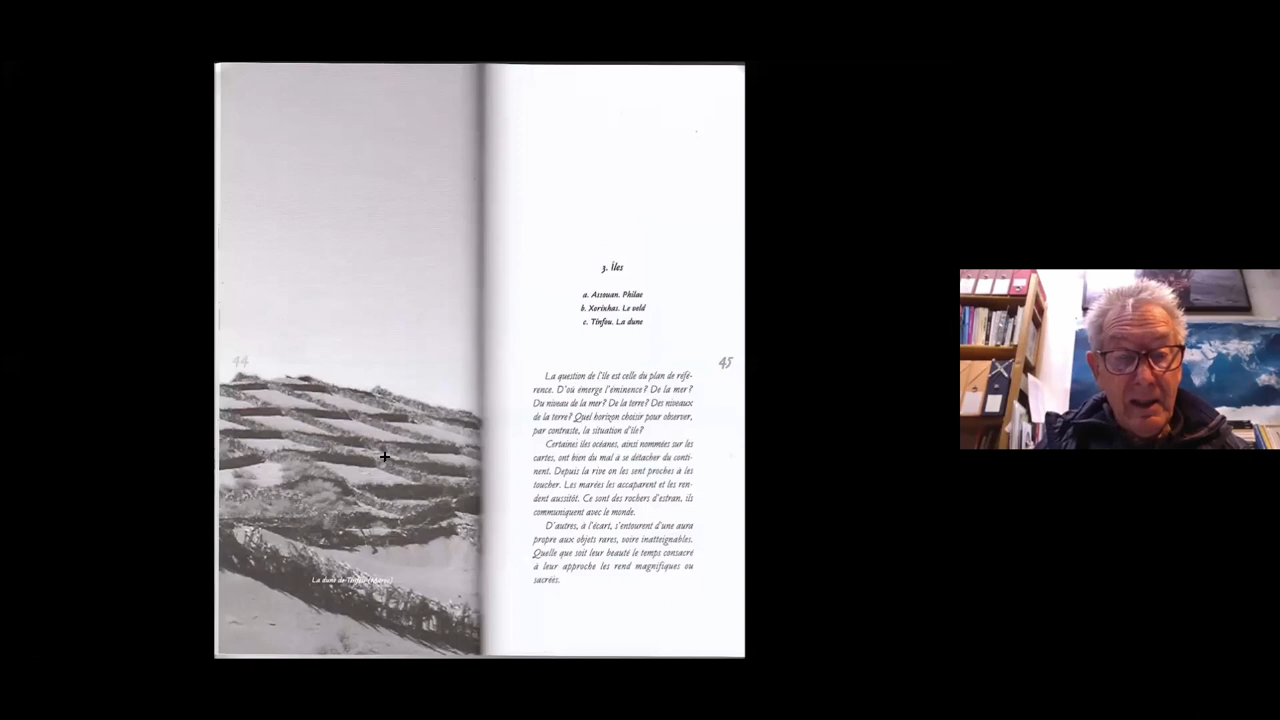 44
La dune de Tinfou (Maroc)
3. Îles
a. Assouan. Philae
b. Xorixhas. Le veld
c. Tinfou. La dune
45
La question de l'île est celle du plan de réfé-
rence. D'où émerge l'éminence ? De la mer ?
Du niveau de la mer ? De la terre ? Des niveaux
de la terre ? Quel horizon choisir pour observer,
par contraste, la situation d'île ?
Certaines îles océanes, ainsi nommées sur les
cartes, ont bien du mal à se détacher du conti-
nent. Depuis la rive on les sent proches à les
toucher. Les marées les accaparent et les ren-
dent aussitôt. Ce sont des rochers d'estran, ils
communiquent avec le monde.
D'autres, à l'écart, s'entourent d'une aura
propre aux objets rares, voire inatteignables.
Quelle que soit leur beauté le temps consacré
à leur approche les rend magnifiques ou
sacrées.